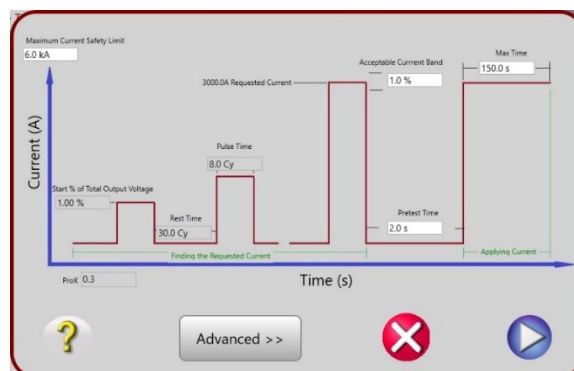 Maximum Current Safety Limit
6.0 kA
Max Time
150.0 s
Acceptable Current Band
1.0 %
3000.0A Requested Current
Pulse Time
8.0 Cy
Start % of Total Output Voltage
1.00 %
Rest Time
30.0 Cy
Pretest Time
2.0 s
Finding the Requested Current
Applying Current
Current (A)
Time (s)
ProK 0.3
?
Advanced >>